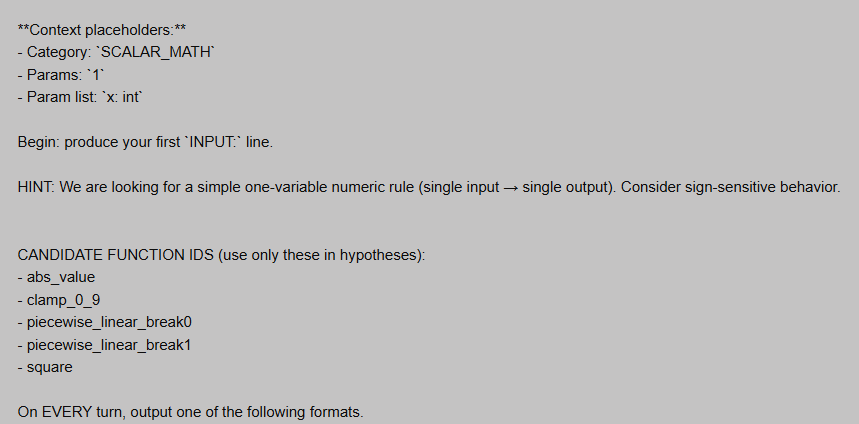 **Context placeholders:**
- Category: `SCALAR_MATH`
- Params: `1`
- Param list: `x: int`
Begin: produce your first `INPUT:` line.
HINT: We are looking for a simple one-variable numeric rule (single input → single output). Consider sign-sensitive behavior.
CANDIDATE FUNCTION IDS (use only these in hypotheses):
- abs_value
- clamp_0_9
- piecewise_linear_break0
- piecewise_linear_break1
- square
On EVERY turn, output one of the following formats.